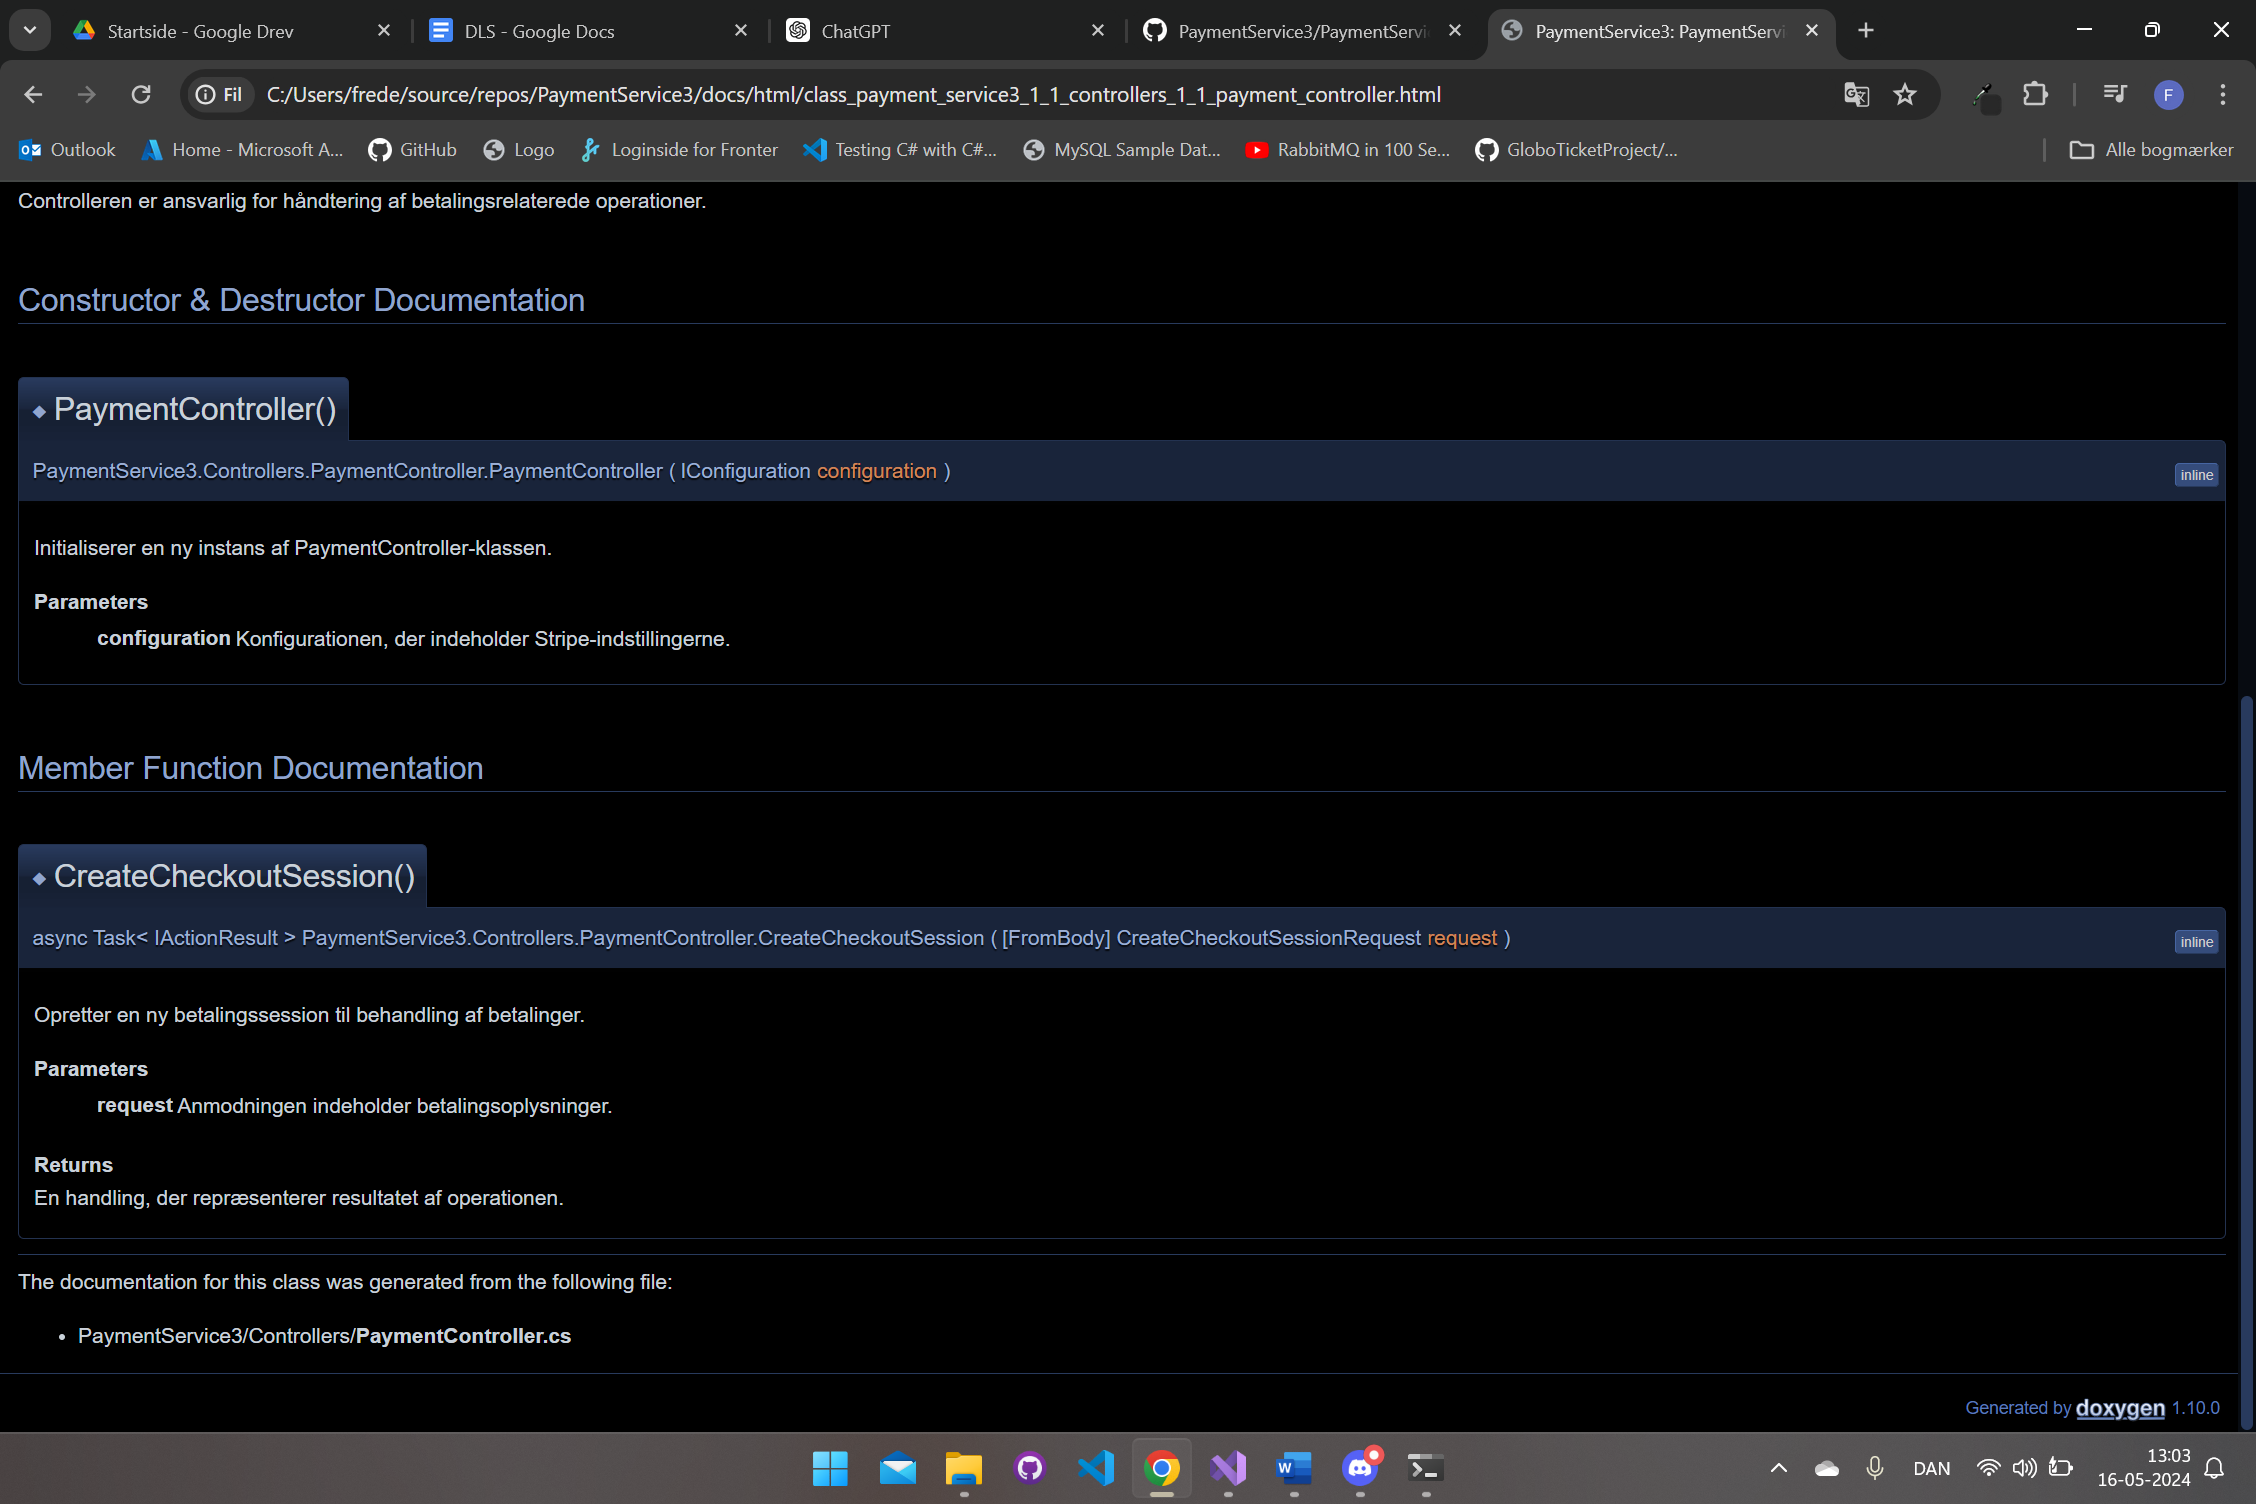 Startside - Google Drev
DLS - Google Docs
ChatGPT
PaymentService3/PaymentServi
PaymentService3: PaymentServi
Fil
C:/Users/frede/source/repos/PaymentService3/docs/html/class_payment_service3_1_1_controllers_1_1_payment_controller.html
F
Outlook
Home - Microsoft A...
GitHub
Logo
Loginside for Fronter
Testing C# with C#...
MySQL Sample Dat...
RabbitMQ in 100 Se...
GloboTicketProject/...
Alle bogmærker
Controlleren er ansvarlig for håndtering af betalingsrelaterede operationer.
Constructor & Destructor Documentation
◆ PaymentController()
PaymentService3.Controllers.PaymentController.PaymentController ( IConfiguration configuration )
inline
Initialiserer en ny instans af PaymentController-klassen.
Parameters
configuration Konfigurationen, der indeholder Stripe-indstillingerne.
Member Function Documentation
◆ CreateCheckoutSession()
async Task< IActionResult > PaymentService3.Controllers.PaymentController.CreateCheckoutSession ( [FromBody] CreateCheckoutSessionRequest request )
inline
Opretter en ny betalingssession til behandling af betalinger.
Parameters
request Anmodningen indeholder betalingsoplysninger.
Returns
En handling, der repræsenterer resultatet af operationen.
The documentation for this class was generated from the following file:
• PaymentService3/Controllers/PaymentController.cs
Generated by doxygen 1.10.0
DAN
13:03
16-05-2024